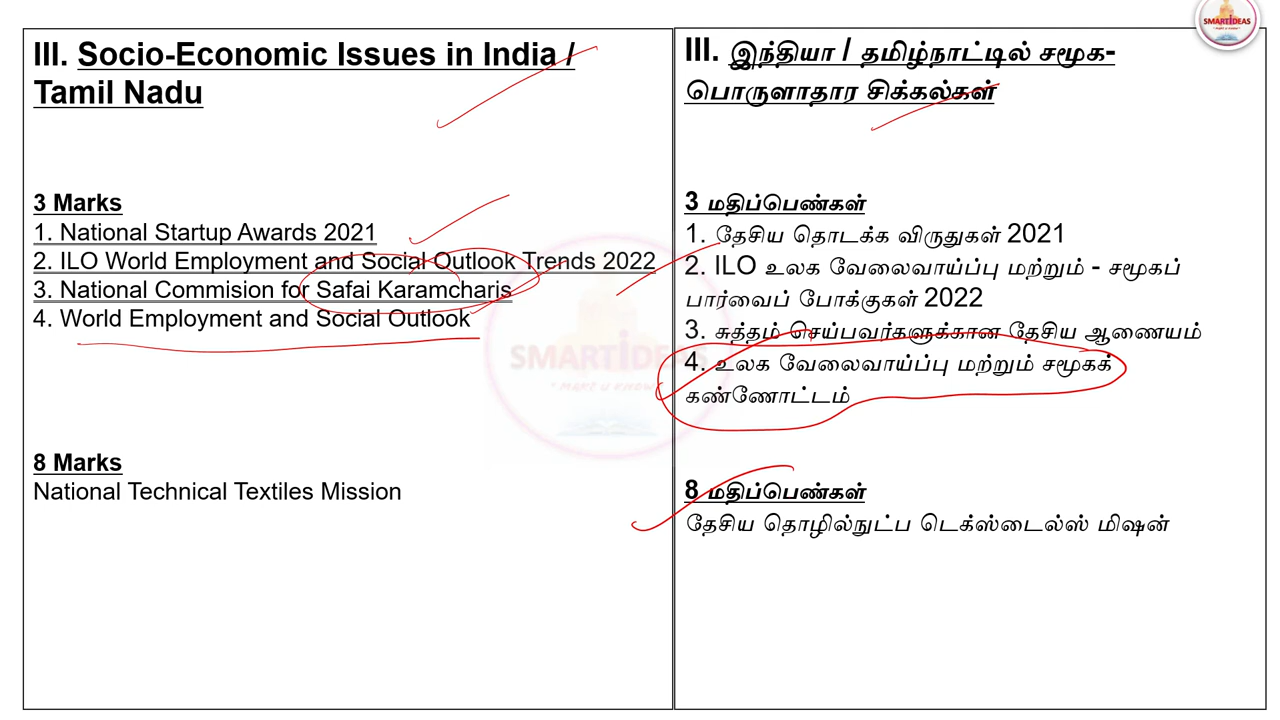 SMARTIDEAS
III. Socio-Economic Issues in India /
Tamil Nadu
3 Marks
1. National Startup Awards 2021
2. ILO World Employment and Social Outlook Trends 2022
3. National Commision for Safai Karamcharis
4. World Employment and Social Outlook
8 Marks
National Technical Textiles Mission
III. இந்தியா / தமிழ்நாட்டில் சமூக-
பொருளாதார சிக்கல்கள்
3 மதிப்பெண்கள்
1. தேசிய தொடக்க விருதுகள் 2021
2. ILO உலக வேலைவாய்ப்பு மற்றும் - சமூகப்
பார்வைப் போக்குகள் 2022
3. சுத்தம் செய்பவர்களுக்கான தேசிய ஆணையம்
4. உலக வேலைவாய்ப்பு மற்றும் சமூகக்
கண்ணோட்டம்
8 மதிப்பெண்கள்
தேசிய தொழில்நுட்ப டெக்ஸ்டைல்ஸ் மிஷன்
SMARTIDEAS